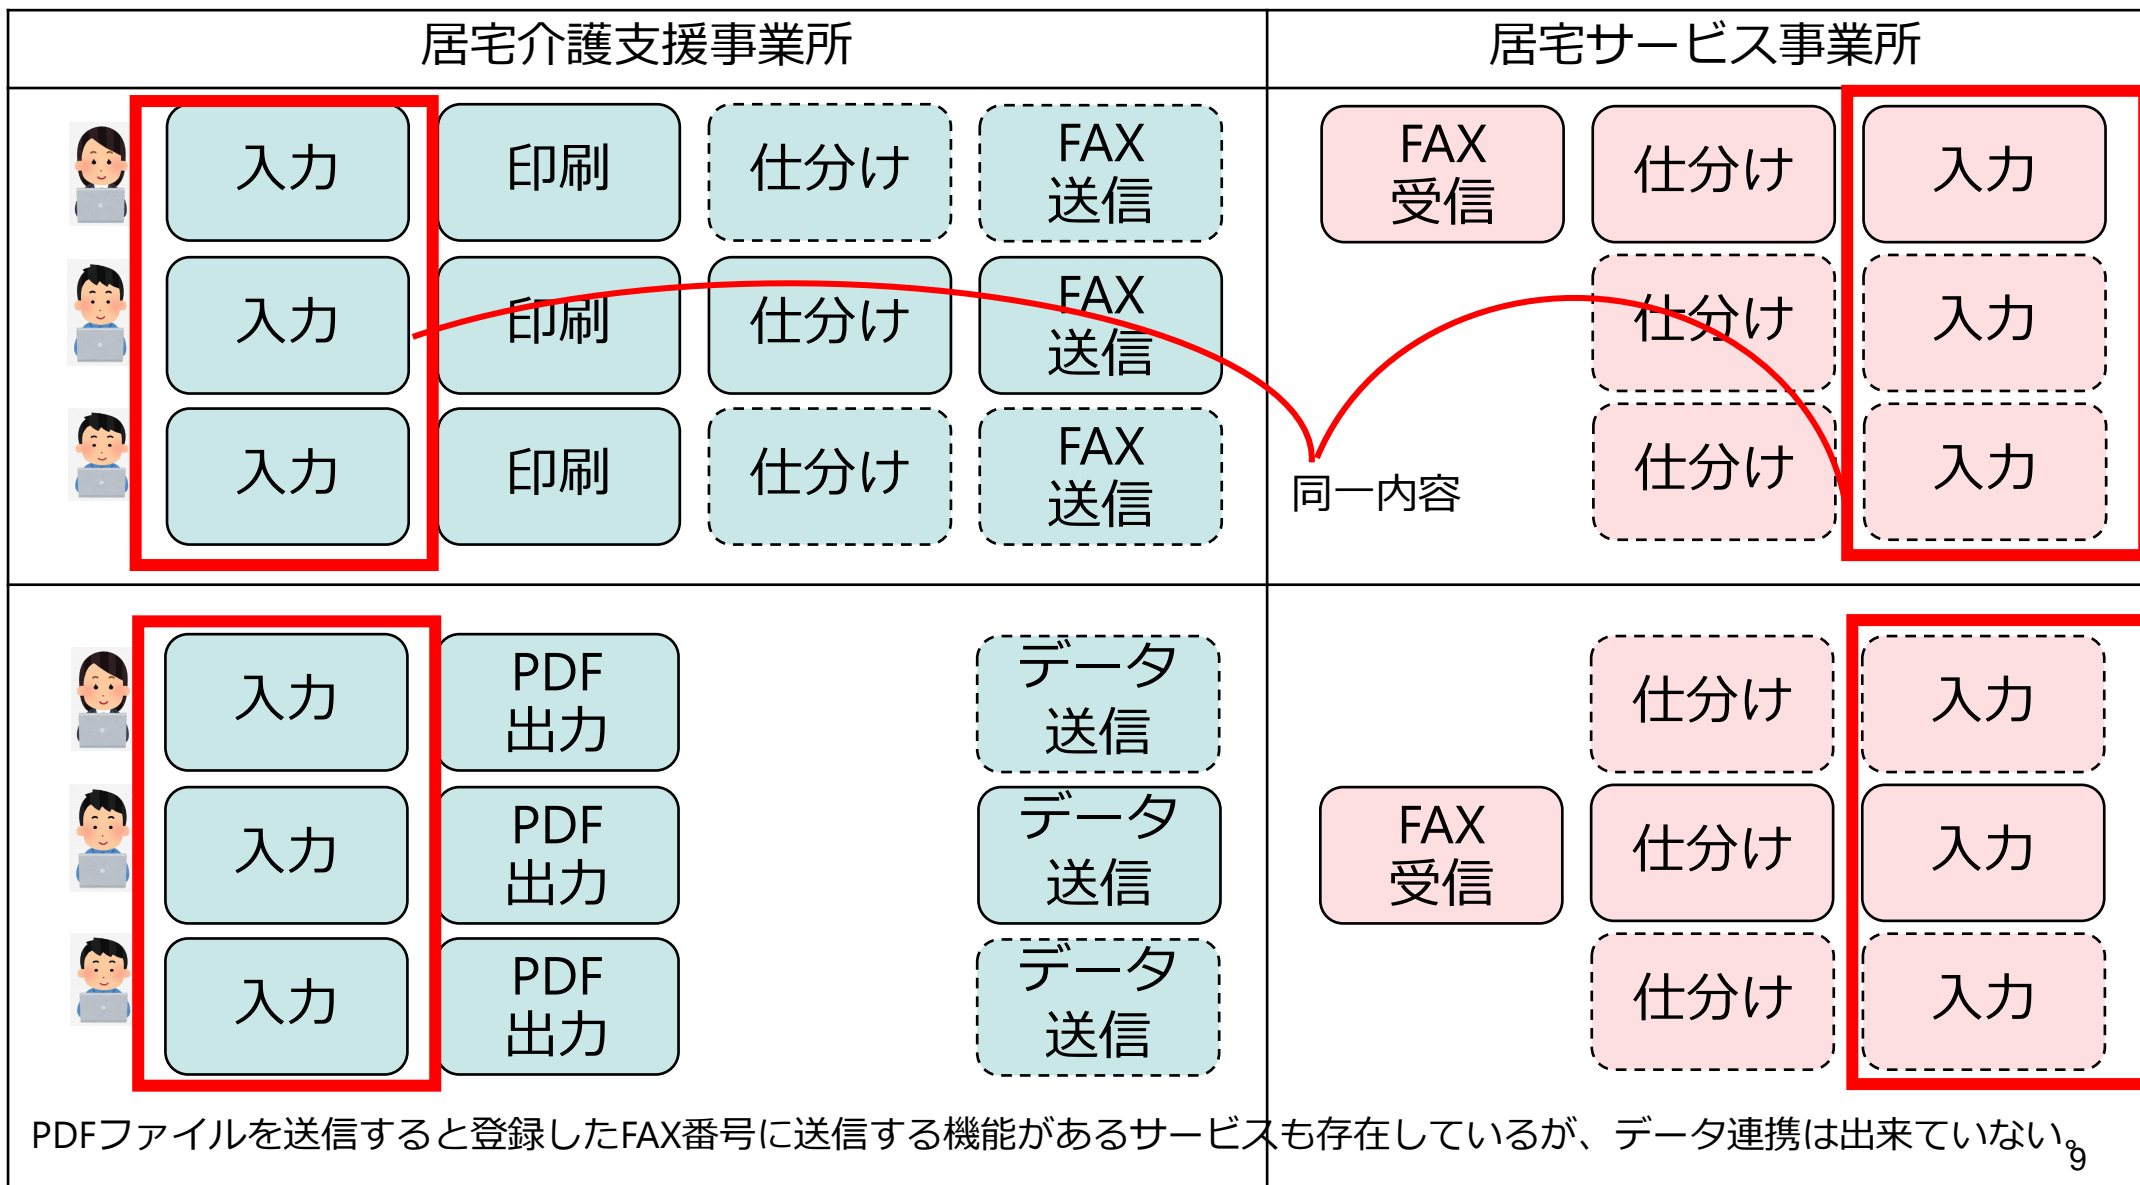 居宅介護支援事業所
居宅サービス事業所
入力
印刷
仕分け
FAX
送信
FAX
受信
仕分け
入力
入力
印刷
仕分け
FAX
送信
仕分け
入力
入力
印刷
仕分け
FAX
送信
同一内容
仕分け
入力
入力
PDF
出力
データ
送信
仕分け
入力
入力
PDF
出力
データ
送信
FAX
受信
仕分け
入力
入力
PDF
出力
データ
送信
仕分け
入力
PDFファイルを送信すると登録したFAX番号に送信する機能があるサービスも存在しているが、データ連携は出来ていない。
9